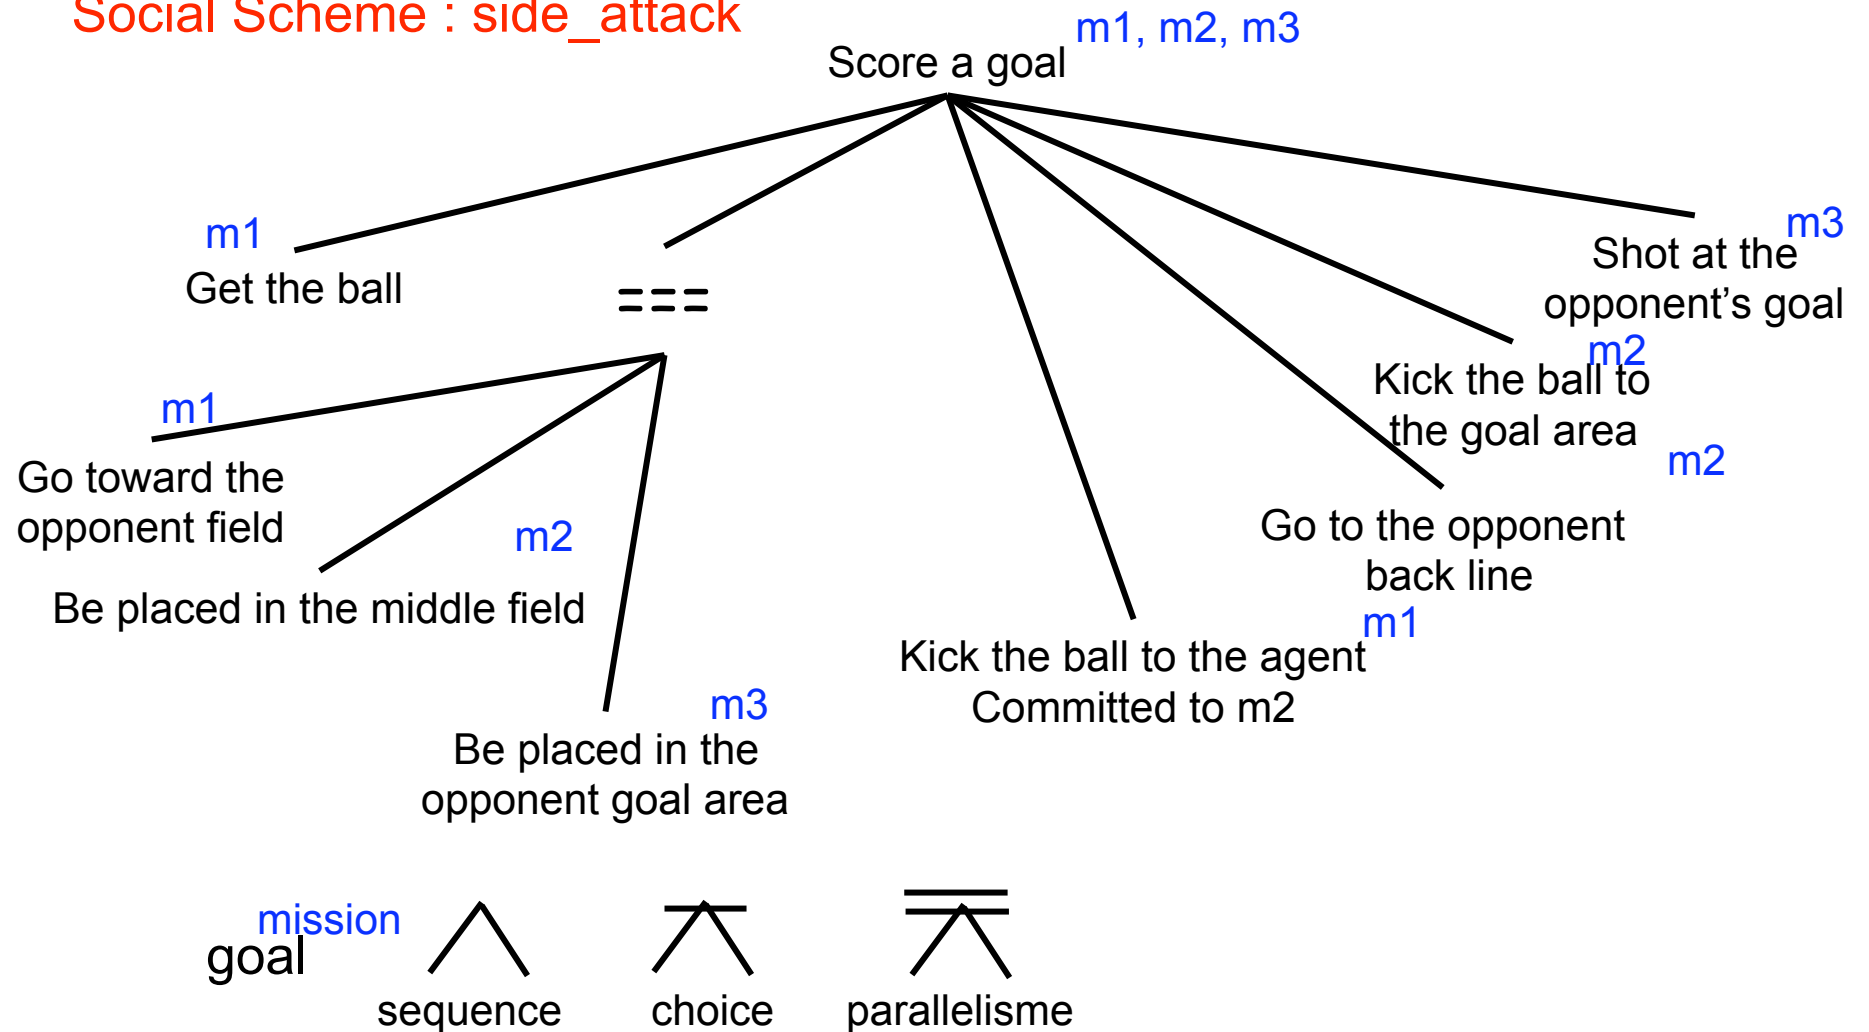 Social Scheme : side_attack
m1, m2, m3
Score a goal
m1
Get the ball
m3
Shot at the
opponent’s goal
m2
Kick the ball to
the goal area
m1
Go toward the
opponent field
m2
Be placed in the middle field
m2
Go to the opponent
back line
m1
Kick the ball to the agent
Committed to m2
m3
Be placed in the
opponent goal area
mission
goal
sequence
choice
parallelisme